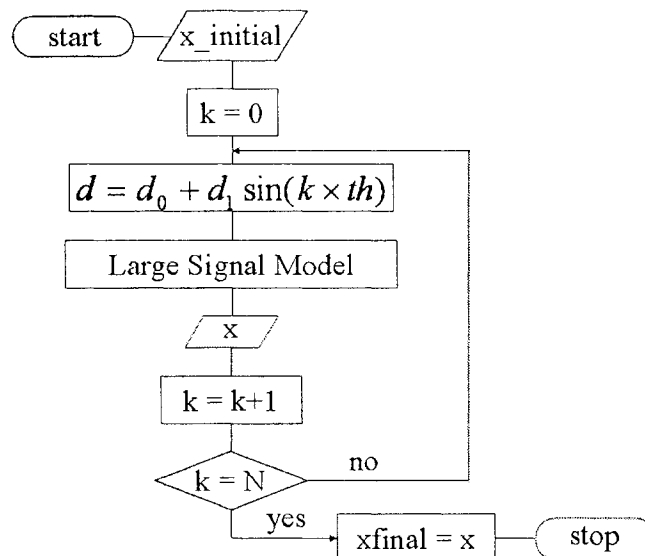 start
x_initial
k = 0
d = d₀ + d₁ sin(k × th)
Large Signal Model
x
k = k+1
k = N
no
yes
xfinal = x
stop